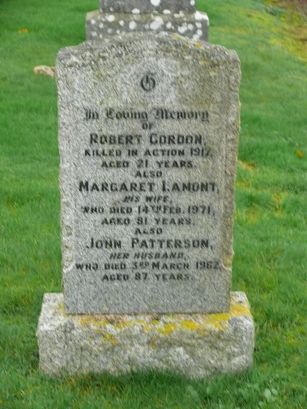 G
In Loving Memory
OF
ROBERT GORDON,
KILLED IN ACTION 1917,
AGED 21 YEARS.
ALSO
MARGARET LAMONT,
HIS WIFE,
WHO DIED 14TH FEB. 1971,
AGED 81 YEARS.
ALSO
JOHN PATTERSON,
HER HUSBAND,
WHO DIED 3RD MARCH 1962,
AGED 87 YEARS.